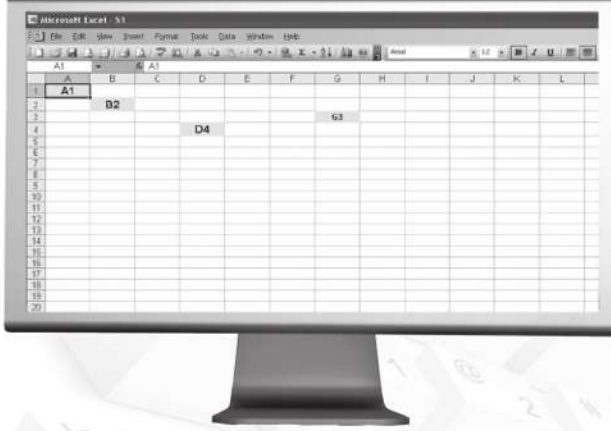 Microsoft Excel - S1
File Edit View Insert Format Tools Data Window Help
Arial 12 B I U
A1 A1
A B C D E F G H I J K L
1 A1
2 B2
3 G3
4 D4
5
6
7
8
9
10
11
12
13
14
15
16
17
18
19
20
1 @
2 #